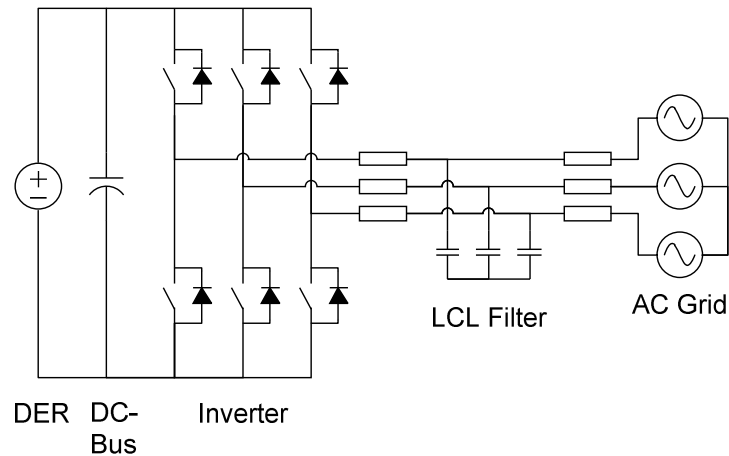 LCL Filter
AC Grid
DER
DC-
Bus
Inverter